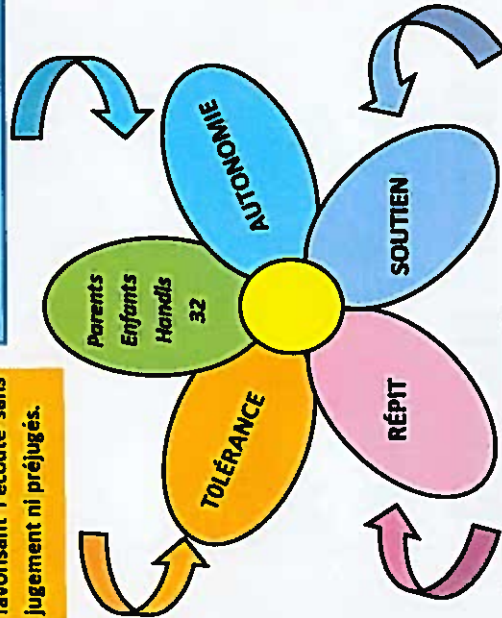 favorisant l'écoute sans
jugement ni préjugés.
Parents
Enfants
Handis
32
AUTONOMIE
SOUTIEN
RÉPIT
TOLÉRANCE